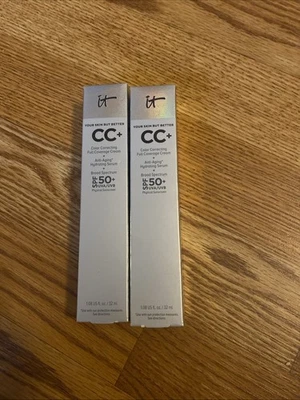 iT
YOUR SKIN BUT BETTER
CC+
Color Correcting
Full Coverage Cream
+
Anti-Aging
Hydrating Serum
+
Broad Spectrum
SPF 50+
UVA/UVB
Physical Sunscreen
iT
YOUR SKIN BUT BETTER
CC+
Color Correcting
Full Coverage Cream
+
Anti-Aging
Hydrating Serum
+
Broad Spectrum
SPF 50+
UVA/UVB
Physical Sunscreen